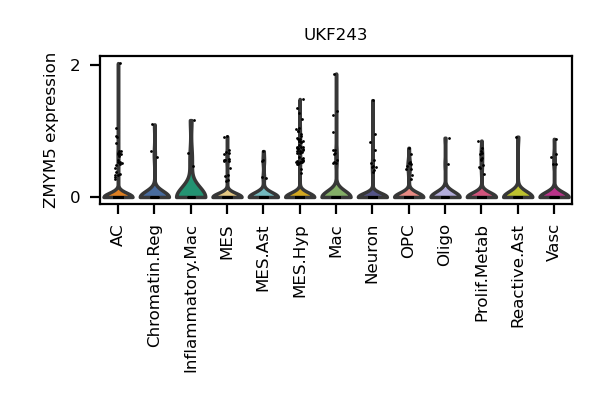 UKF243
ZMYM5 expression
2
0
AC
Chromatin.Reg
Inflammatory.Mac
MES
MES.Ast
MES.Hyp
Mac
Neuron
OPC
Oligo
Prolif.Metab
Reactive.Ast
Vasc